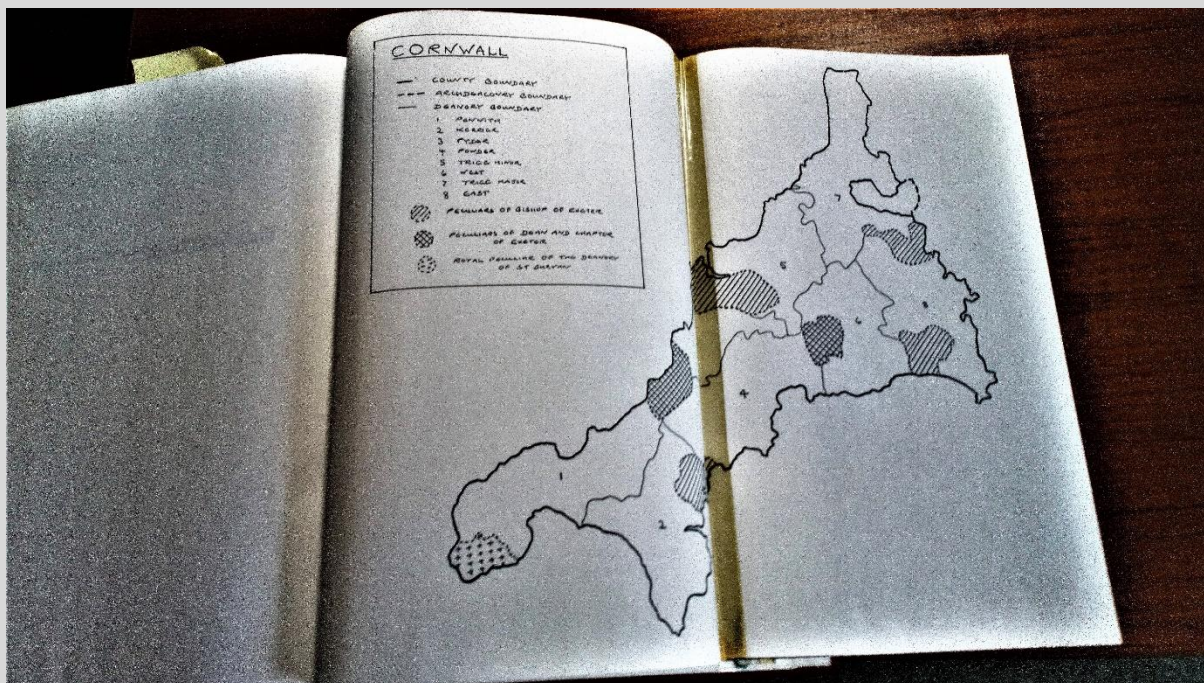 CORNWALL
COUNTY BOUNDARY
ARCHDEACONRY BOUNDARY
DEANERY BOUNDARY
1 PENWITH
2 KERRIER
3 PYDAR
4 POWDER
5 TRIGG MINOR
6 WEST
7 TRIGG MAJOR
8 EAST
PECULIARS OF BISHOP OF EXETER
PECULIARS OF DEAN AND CHAPTER
OF EXETER
ROYAL PECULIAR OF THE DEANERY
OF ST BURYAN
7
5
8
6
4
1
2